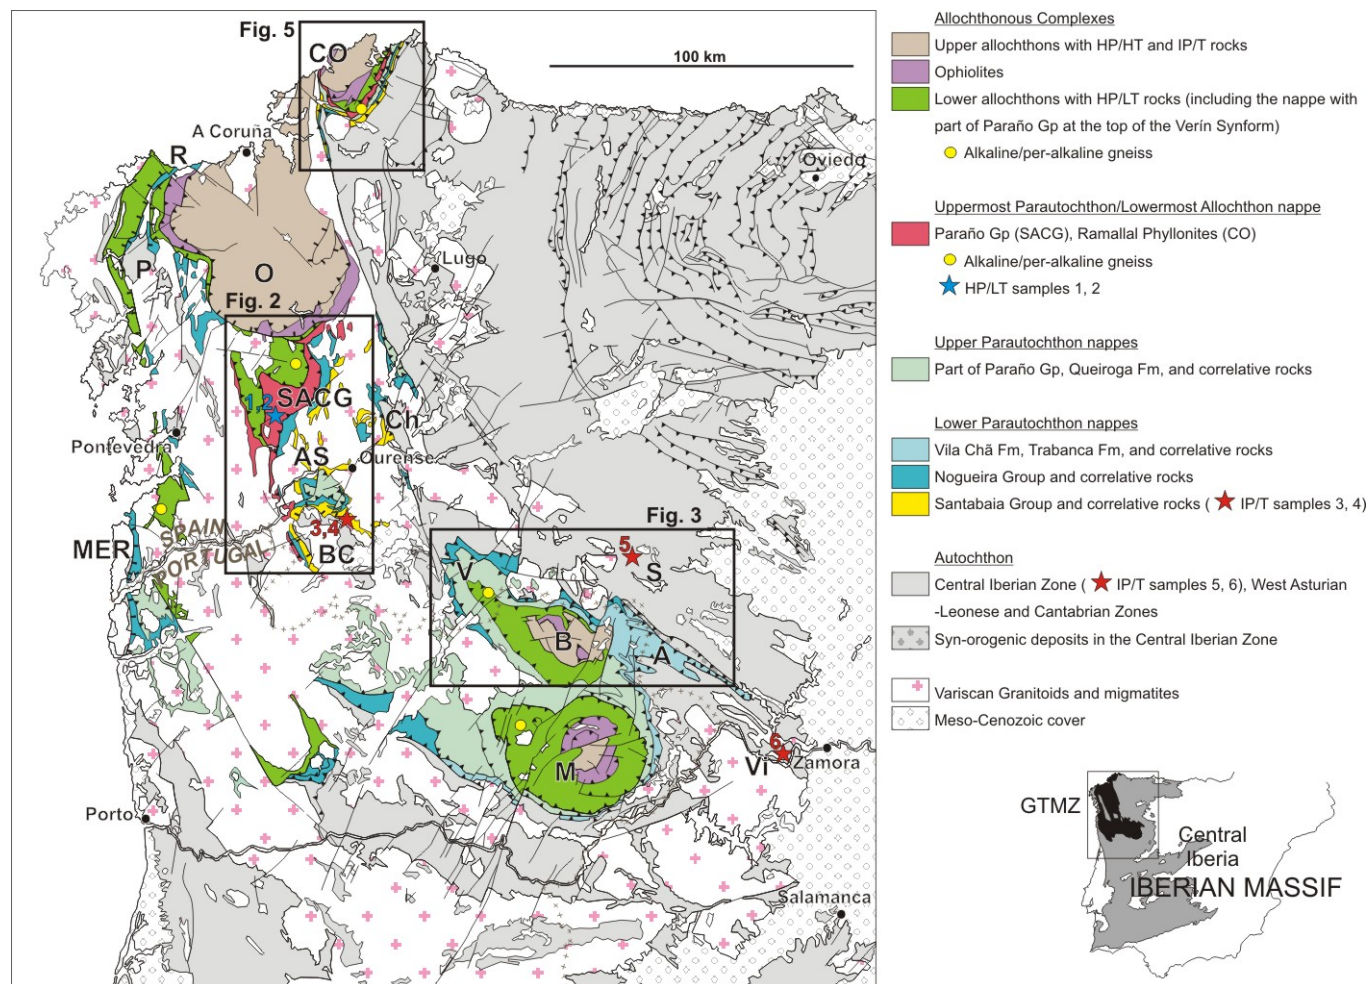 Fig. 5
CO
100 km
A Coruña
R
Oviedo
P
O
Lugo
Fig. 2
SACG
1,2
Ch
Pontevedra
AS
Ourense
3,4
Fig. 3
SPAIN
PORTUGAL
MER
BC
5
S
V
B
A
M
6
Vi
Zamora
Porto
Salamanca
Allochthonous Complexes
Upper allochthons with HP/HT and IP/T rocks
Ophiolites
Lower allochthons with HP/LT rocks (including the nappe with
part of Paraño Gp at the top of the Verín Synform)
Alkaline/per-alkaline gneiss
Uppermost Parautochthon/Lowermost Allochthon nappe
Paraño Gp (SACG), Ramallal Phyllonites (CO)
Alkaline/per-alkaline gneiss
HP/LT samples 1, 2
Upper Parautochthon nappes
Part of Paraño Gp, Queiroga Fm, and correlative rocks
Lower Parautochthon nappes
Vila Chã Fm, Trabanca Fm, and correlative rocks
Nogueira Group and correlative rocks
Santabaia Group and correlative rocks ( IP/T samples 3, 4)
Autochthon
Central Iberian Zone ( IP/T samples 5, 6), West Asturian
-Leonese and Cantabrian Zones
Syn-orogenic deposits in the Central Iberian Zone
Variscan Granitoids and migmatites
Meso-Cenozoic cover
GTMZ
Central
Iberia
IBERIAN MASSIF